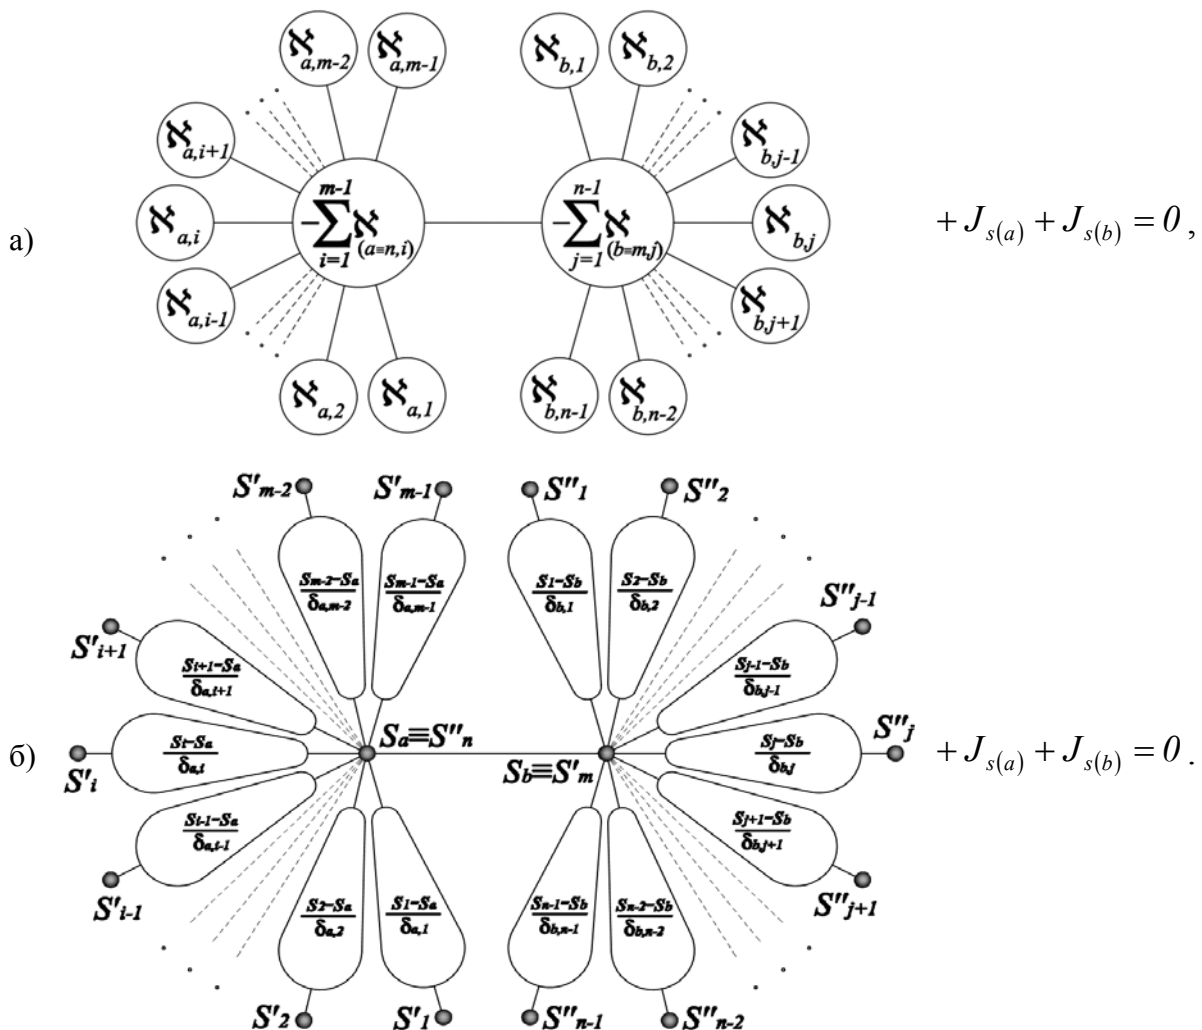 ℵa,m-2 ℵa,m-1 ℵb,1 ℵb,2
ℵa,i+1 ℵb,j-1
а) ℵa,i −∑(i=1, m-1) ℵ(a≡n,i) −∑(j=1, n-1) ℵ(b≡m,j) ℵb,j + Js(a) + Js(b) = 0 ,
ℵa,i-1 ℵb,j+1
ℵa,2 ℵa,1 ℵb,n-1 ℵb,n-2
S'm-2 S'm-1 S''1 S''2
Sm-2−Sa / δa,m-2 Sm-1−Sa / δa,m-1 S1−Sb / δb,1 S2−Sb / δb,2
S'i+1 Si+1−Sa / δa,i+1 Sj-1−Sb / δb,j-1 S''j-1
б) S'i Si−Sa / δa,i Sa≡S''n Sb≡S'm Sj−Sb / δb,j S''j + Js(a) + Js(b) = 0 .
S'i-1 Si-1−Sa / δa,i-1 Sj+1−Sb / δb,j+1 S''j+1
S2−Sa / δa,2 S1−Sa / δa,1 Sn-1−Sb / δb,n-1 Sn-2−Sb / δb,n-2
S'2 S'1 S''n-1 S''n-2